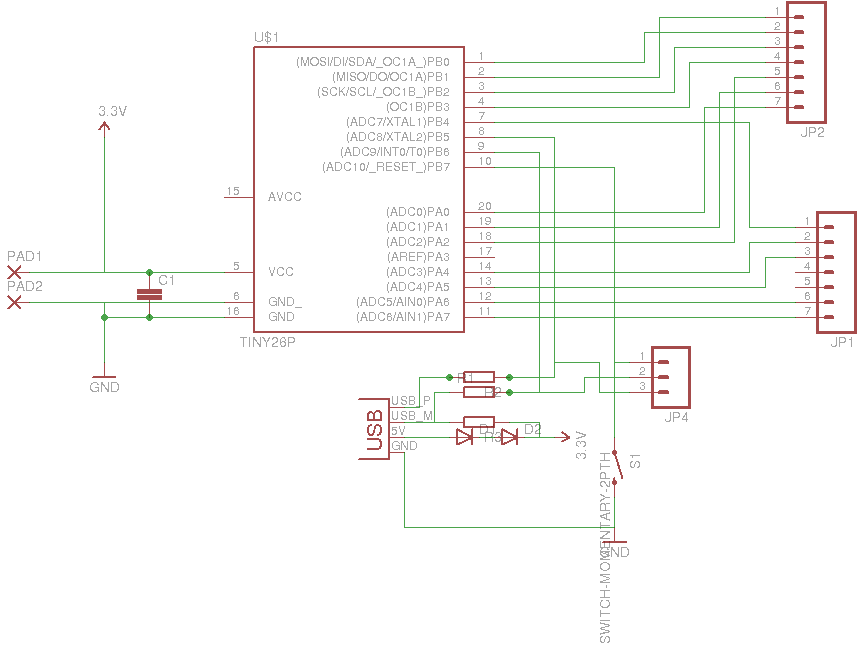 U$1
(MOSI/DI/SDA/_OC1A_)PB0 1
(MISO/DO/OC1A)PB1 2
(SCK/SCL/_OC1B_)PB2 3
(OC1B)PB3 4
(ADC7/XTAL1)PB4 7
(ADC8/XTAL2)PB5 8
(ADC9/INT0/T0)PB6 9
(ADC10/_RESET_)PB7 10
15 AVCC
(ADC0)PA0 20
(ADC1)PA1 19
(ADC2)PA2 18
(AREF)PA3 17
5 VCC (ADC3)PA4 14
(ADC4)PA5 13
6 GND_ (ADC5/AIN0)PA6 12
16 GND (ADC6/AIN1)PA7 11
TINY26P
3.3V
PAD1
PAD2
C1
GND
1
2
3
4
5
6
7
JP2
1
2
3
4
5
6
7
JP1
1
2
3
JP4
R1
R2
USB
USB_P
USB_M
5V
GND
D1
R3
D2
3.3V
S1
SWITCH-MOMENTARY-2PTH
GND